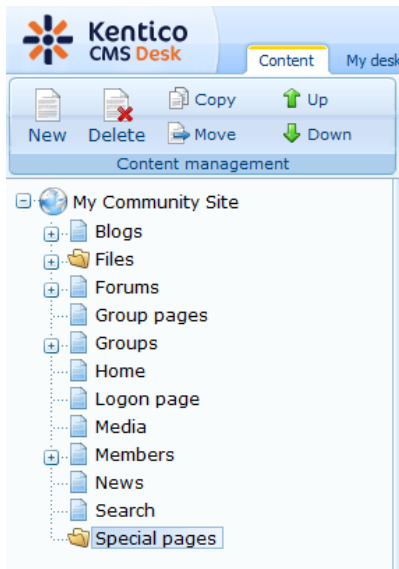 Kentico
CMS Desk
Content My desk
Copy Up
New Delete Move Down
Content management
My Community Site
Blogs
Files
Forums
Group pages
Groups
Home
Logon page
Media
Members
News
Search
Special pages